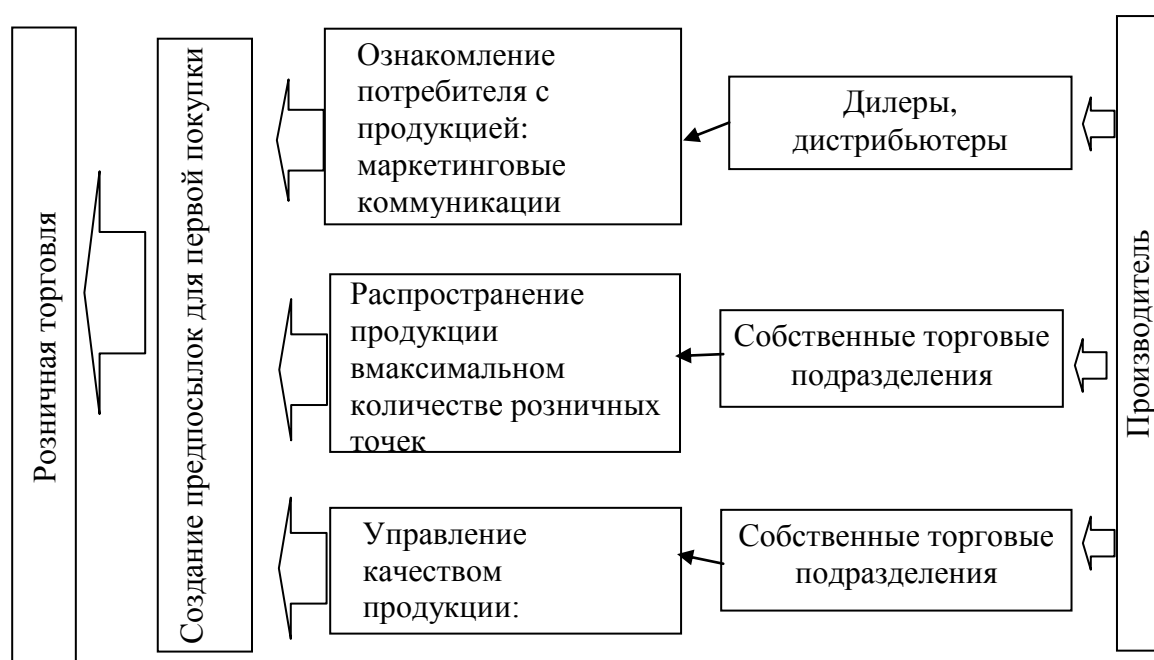 Розничная торговля
Создание предпосылок для первой покупки
Ознакомление
потребителя с
продукцией:
маркетинговые
коммуникации
Дилеры,
дистрибьютеры
Распространение
продукции
вмаксимальном
количестве розничных
точек
Собственные торговые
подразделения
Управление
качеством
продукции:
Собственные торговые
подразделения
Производитель